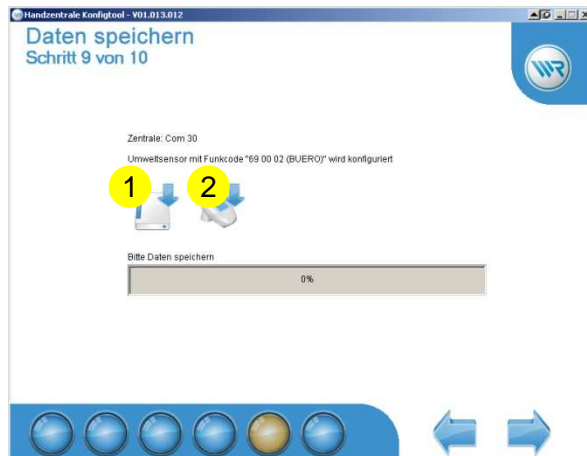 Handzentrale Konfigtool - V01.013.012
Daten speichern
Schritt 9 von 10
WR
Zentrale: Com 30
Umweltsensor mit Funkcode "69 00 02 (BUERO)" wird konfiguriert
1
2
Bitte Daten speichern
0%